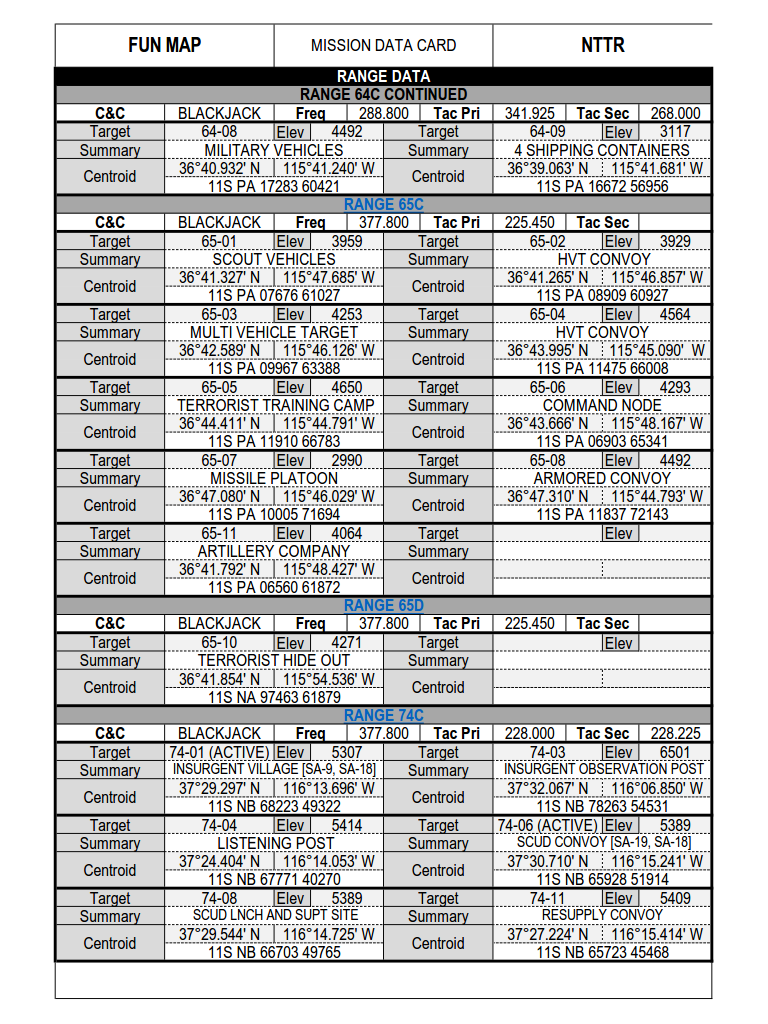 FUN MAP MISSION DATA CARD NTTR
RANGE DATA
RANGE 64C CONTINUED
C&C BLACKJACK Freq 288.800 Tac Pri 341.925 Tac Sec 268.000
Target 64-08 Elev 4492 Target 64-09 Elev 3117
Summary MILITARY VEHICLES Summary 4 SHIPPING CONTAINERS
Centroid 36°40.932' N 115°41.240' W Centroid 36°39.063' N 115°41.681' W
11S PA 17283 60421 11S PA 16672 56956
RANGE 65C
C&C BLACKJACK Freq 377.800 Tac Pri 225.450 Tac Sec
Target 65-01 Elev 3959 Target 65-02 Elev 3929
Summary SCOUT VEHICLES Summary HVT CONVOY
Centroid 36°41.327' N 115°47.685' W Centroid 36°41.265' N 115°46.857' W
11S PA 07676 61027 11S PA 08909 60927
Target 65-03 Elev 4253 Target 65-04 Elev 4564
Summary MULTI VEHICLE TARGET Summary HVT CONVOY
Centroid 36°42.589' N 115°46.126' W Centroid 36°43.995' N 115°45.090' W
11S PA 09967 63388 11S PA 11475 66008
Target 65-05 Elev 4650 Target 65-06 Elev 4293
Summary TERRORIST TRAINING CAMP Summary COMMAND NODE
Centroid 36°44.411' N 115°44.791' W Centroid 36°43.666' N 115°48.167' W
11S PA 11910 66783 11S PA 06903 65341
Target 65-07 Elev 2990 Target 65-08 Elev 4492
Summary MISSILE PLATOON Summary ARMORED CONVOY
Centroid 36°47.080' N 115°46.029' W Centroid 36°47.310' N 115°44.793' W
11S PA 10005 71694 11S PA 11837 72143
Target 65-11 Elev 4064 Target Elev
Summary ARTILLERY COMPANY Summary
Centroid 36°41.792' N 115°48.427' W Centroid
11S PA 06560 61872
RANGE 65D
C&C BLACKJACK Freq 377.800 Tac Pri 225.450 Tac Sec
Target 65-10 Elev 4271 Target Elev
Summary TERRORIST HIDE OUT Summary
Centroid 36°41.854' N 115°54.536' W Centroid
11S NA 97463 61879
RANGE 74C
C&C BLACKJACK Freq 377.800 Tac Pri 228.000 Tac Sec 228.225
Target 74-01 (ACTIVE) Elev 5307 Target 74-03 Elev 6501
Summary INSURGENT VILLAGE [SA-9, SA-18] Summary INSURGENT OBSERVATION POST
Centroid 37°29.297' N 116°13.696' W Centroid 37°32.067' N 116°06.850' W
11S NB 68223 49322 11S NB 78263 54531
Target 74-04 Elev 5414 Target 74-06 (ACTIVE) Elev 5389
Summary LISTENING POST Summary SCUD CONVOY [SA-19, SA-18]
Centroid 37°24.404' N 116°14.053' W Centroid 37°30.710' N 116°15.241' W
11S NB 67771 40270 11S NB 65928 51914
Target 74-08 Elev 5389 Target 74-11 Elev 5409
Summary SCUD LNCH AND SUPT SITE Summary RESUPPLY CONVOY
Centroid 37°29.544' N 116°14.725' W Centroid 37°27.224' N 116°15.414' W
11S NB 66703 49765 11S NB 65723 45468